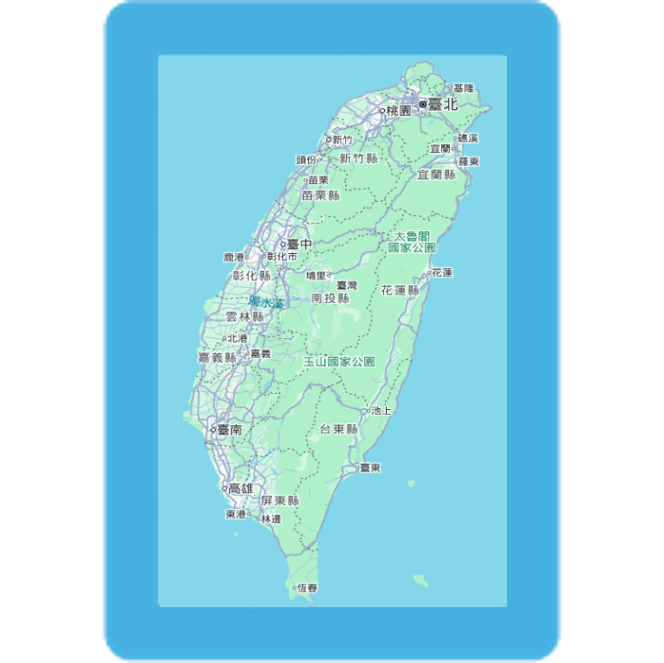 基隆
臺北
桃園
新竹
礁溪
宜蘭
羅東
頭份
新竹縣
宜蘭縣
苗栗
苗栗縣
太魯閣
國家公園
臺中
鹿港
彰化市
彰化縣
埔里
花蓮
臺灣
花蓮縣
南投縣
濁水溪
雲林縣
北港
嘉義縣
嘉義
玉山國家公園
池上
臺南
台東縣
臺東
高雄
屏東縣
東港
林邊
恆春